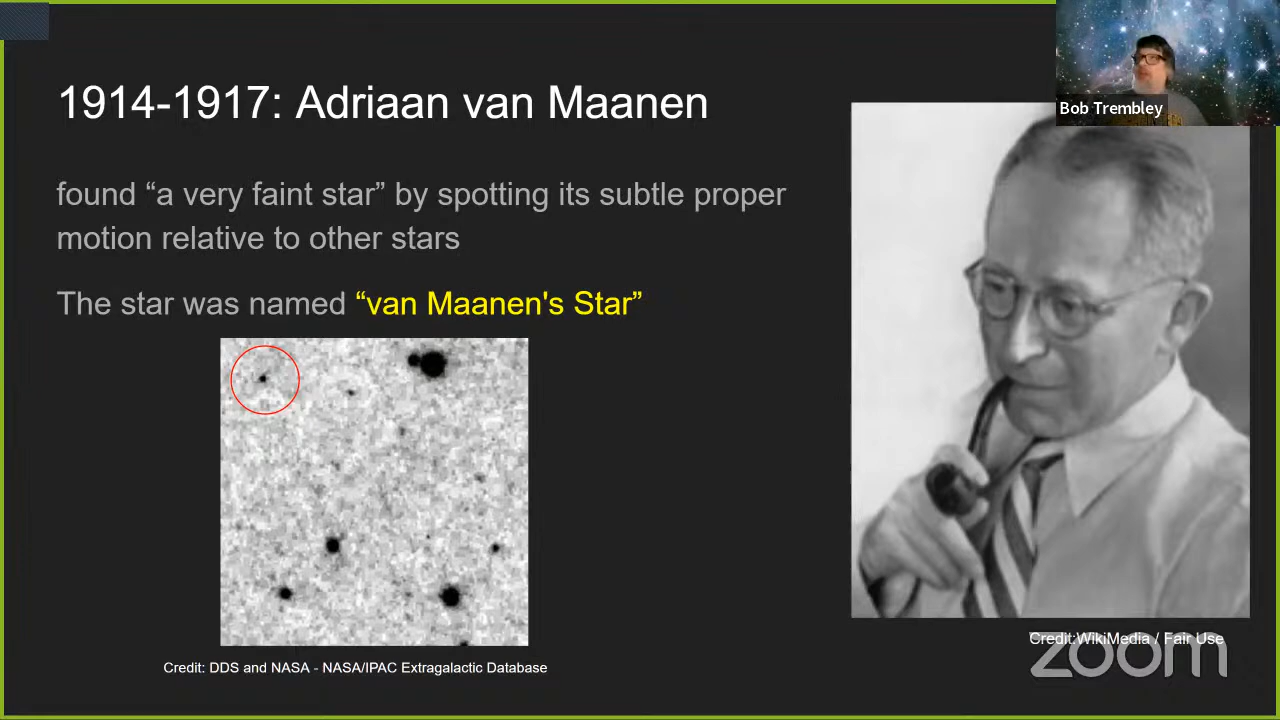 Bob Trembley
1914-1917: Adriaan van Maanen
found “a very faint star” by spotting its subtle proper
motion relative to other stars
The star was named “van Maanen's Star”
Credit:WikiMedia / Fair Use
zoom
Credit: DDS and NASA - NASA/IPAC Extragalactic Database